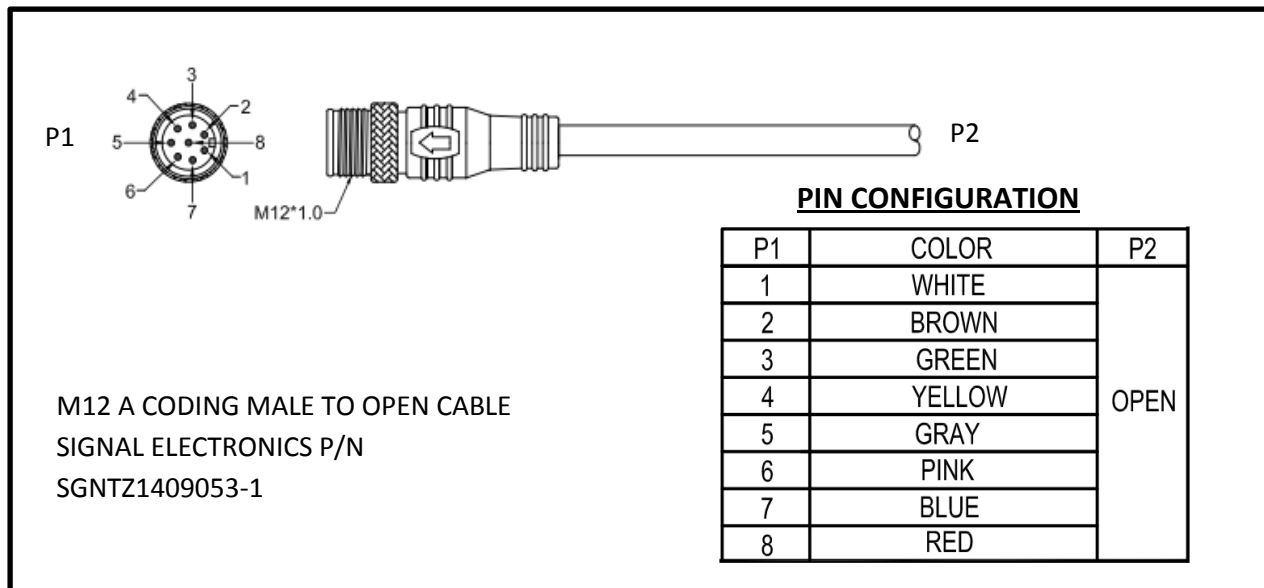 3
4
2
P1
5
8
6
1
7
M12*1.0
P2
PIN CONFIGURATION
P1 COLOR P2
1 WHITE
2 BROWN
3 GREEN
4 YELLOW
OPEN
5 GRAY
6 PINK
7 BLUE
8 RED
M12 A CODING MALE TO OPEN CABLE
SIGNAL ELECTRONICS P/N
SGNTZ1409053-1